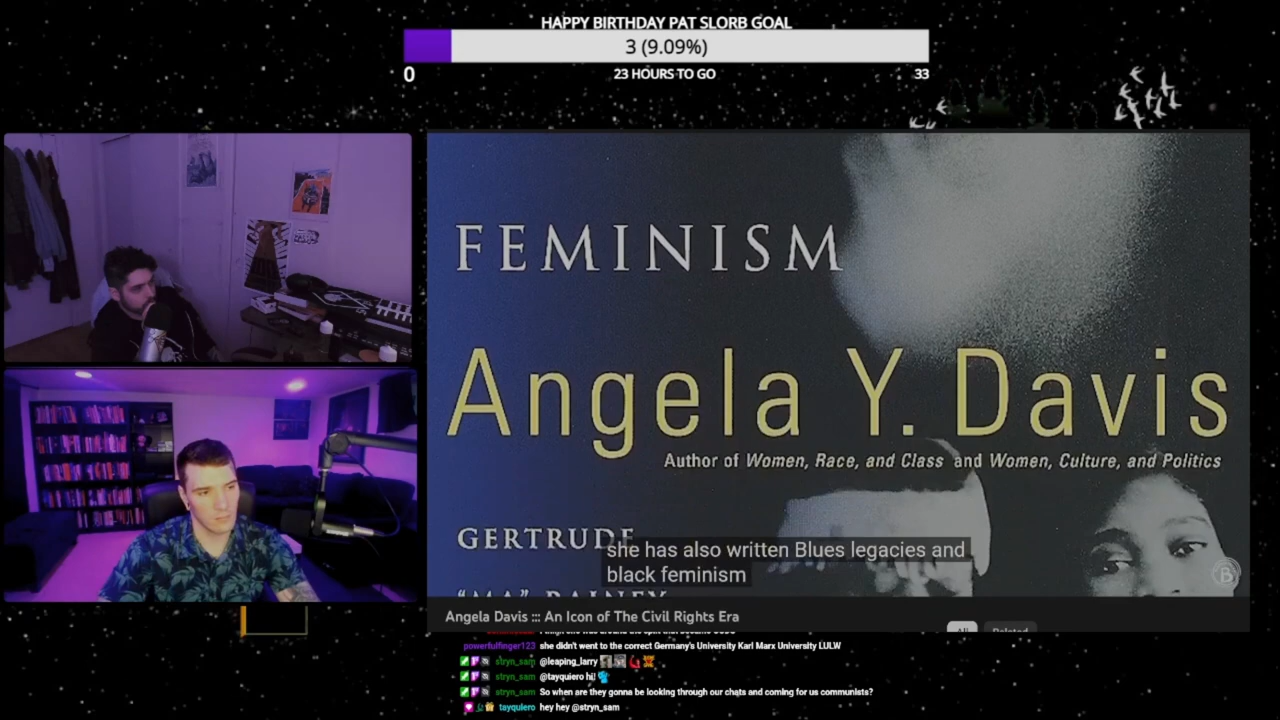 HAPPY BIRTHDAY PAT SLORB GOAL
3 (9.09%)
0
23 HOURS TO GO
33
FEMINISM
Angela Y. Davis
Author of Women, Race, and Class and Women, Culture, and Politics
GERTRUDE
"MA" RAINEY
she has also written Blues legacies and
black feminism
Angela Davis ::: An Icon of The Civil Rights Era
All
Related
powerfulfinger123 she didn't went to the correct Germany's University Karl Marx University LULW
stryn_sam @leaping_larry
stryn_sam @tayquiero hi!
stryn_sam So when are they gonna be looking through our chats and coming for us communists?
tayquiero hey hey @stryn_sam